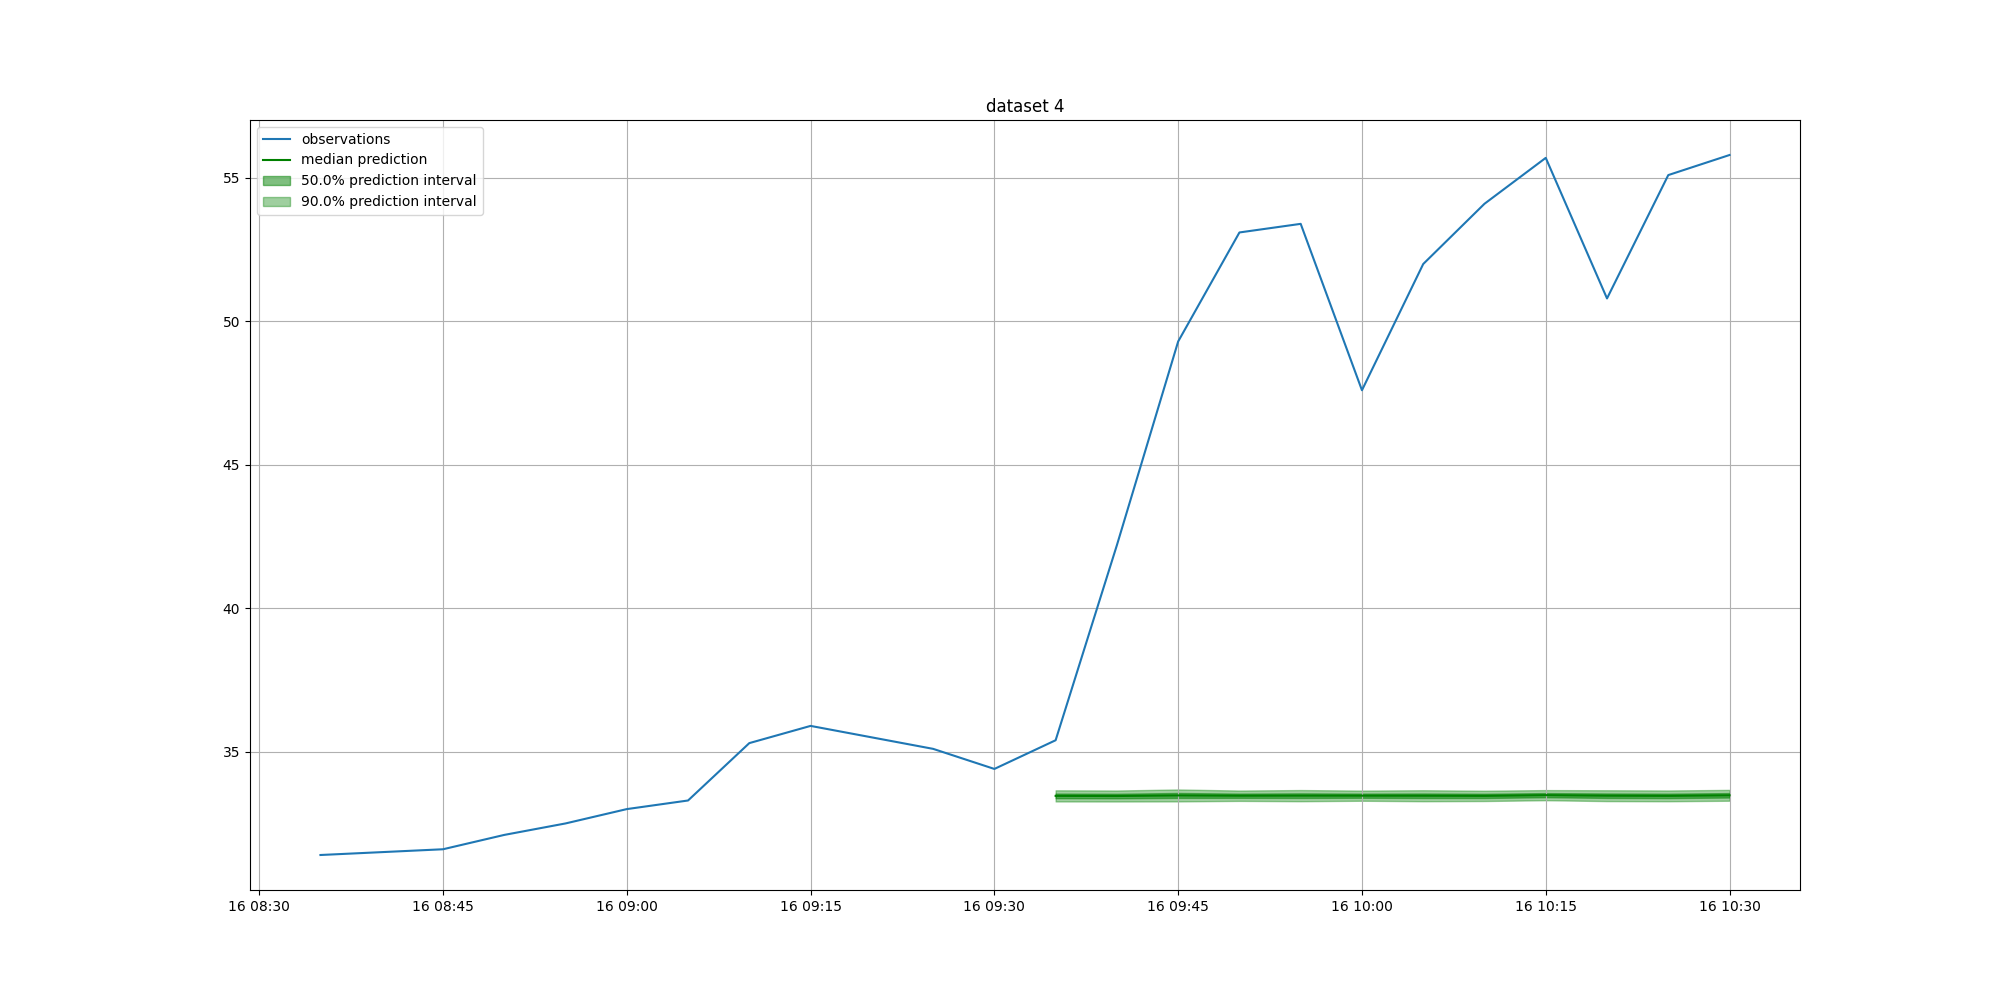 dataset 4
observations
median prediction
50.0% prediction interval
90.0% prediction interval
55
50
45
40
35
16 08:30 16 08:45 16 09:00 16 09:15 16 09:30 16 09:45 16 10:00 16 10:15 16 10:30